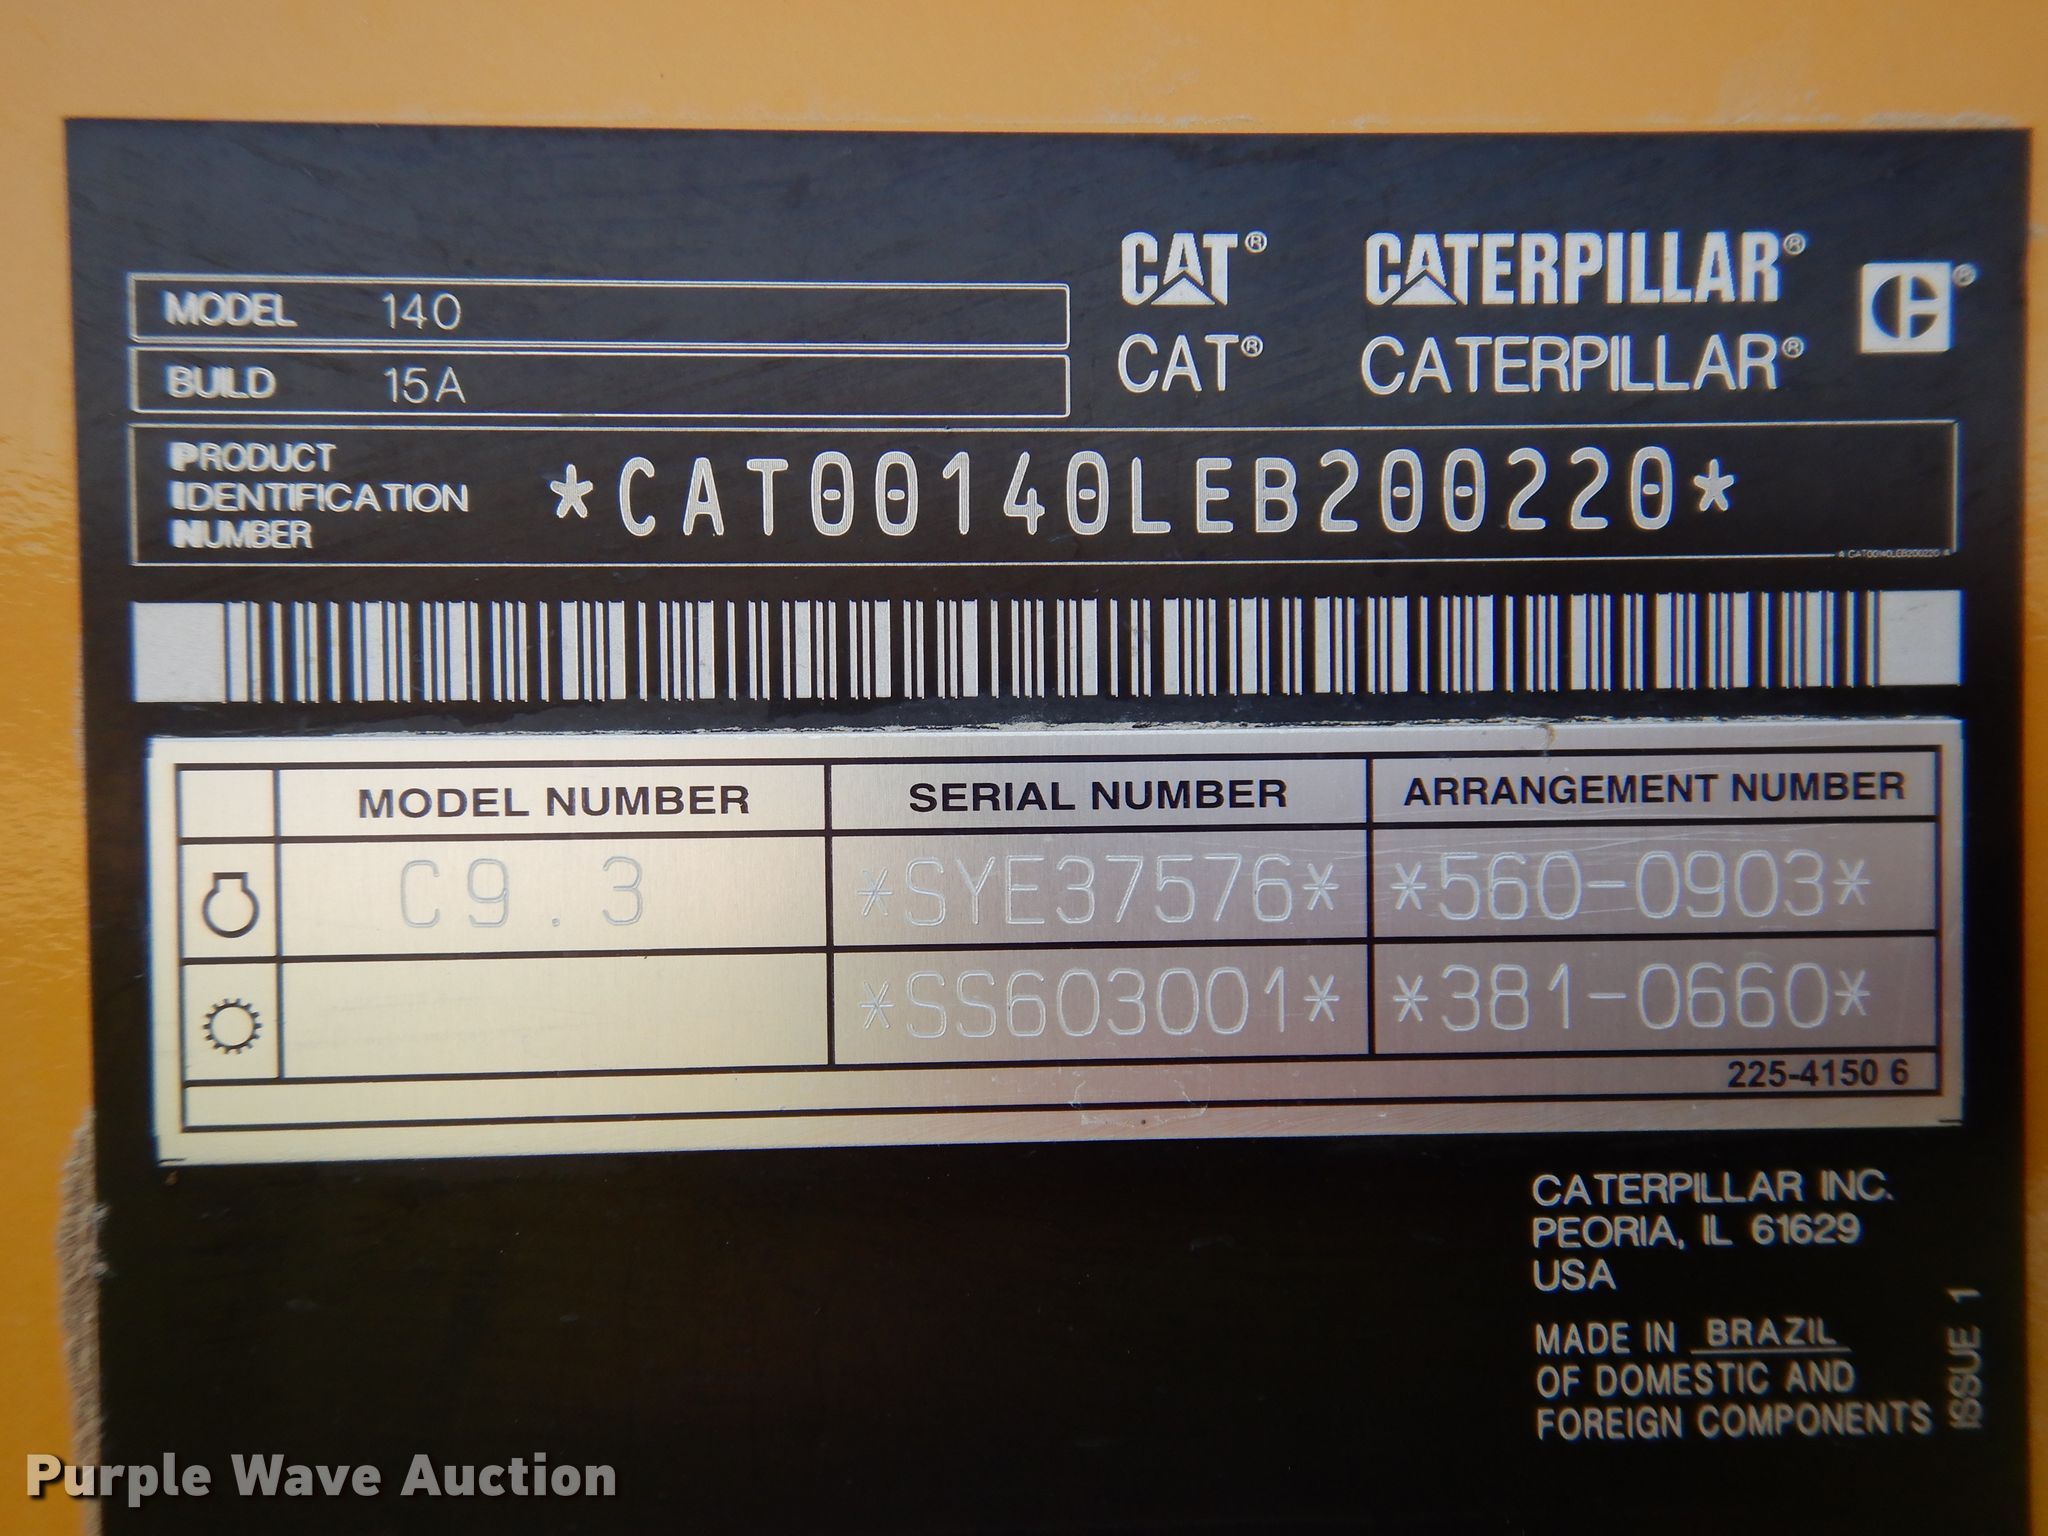 CAT® CATERPILLAR®
CAT® CATERPILLAR®
MODEL 140
BUILD 15A
PRODUCT
IDENTIFICATION
NUMBER
*CAT00140LEB200220*
* CAT00140LEB200220 *
MODEL NUMBER SERIAL NUMBER ARRANGEMENT NUMBER
C9.3 *SYE37576* *560-0903*
*SS603001* *381-0660*
225-4150 6
CATERPILLAR INC.
PEORIA, IL 61629
USA
MADE IN BRAZIL
OF DOMESTIC AND
FOREIGN COMPONENTS
ISSUE 1
Purple Wave Auction